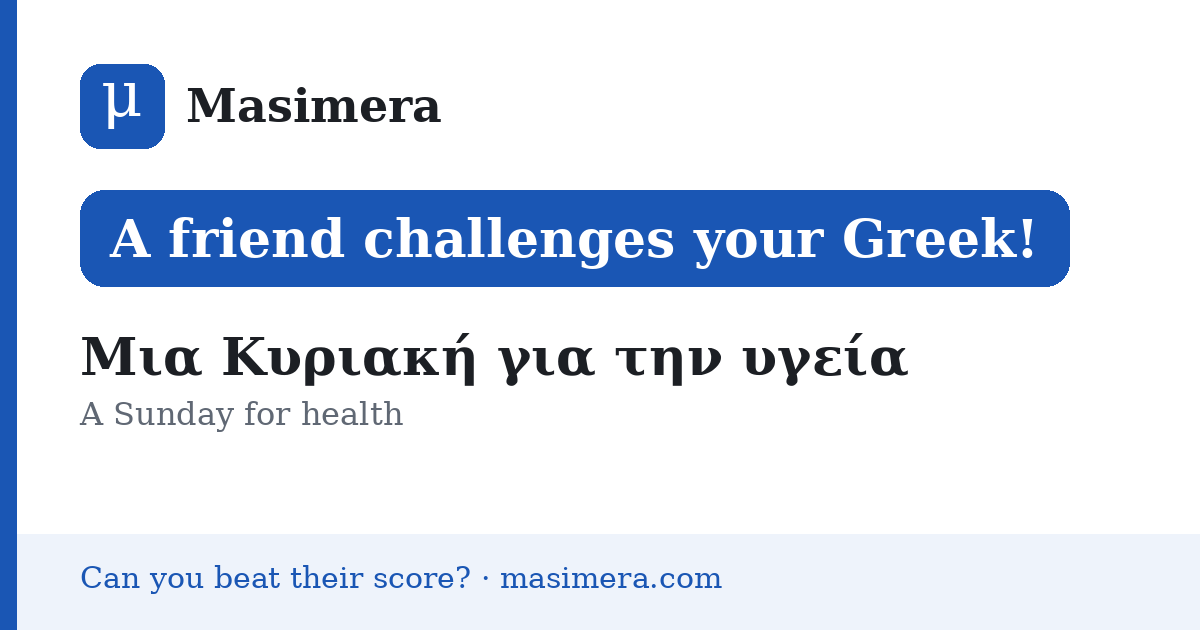 μ Masimera
A friend challenges your Greek!
Μια Κυριακή για την υγεία
A Sunday for health
Can you beat their score? · masimera.com